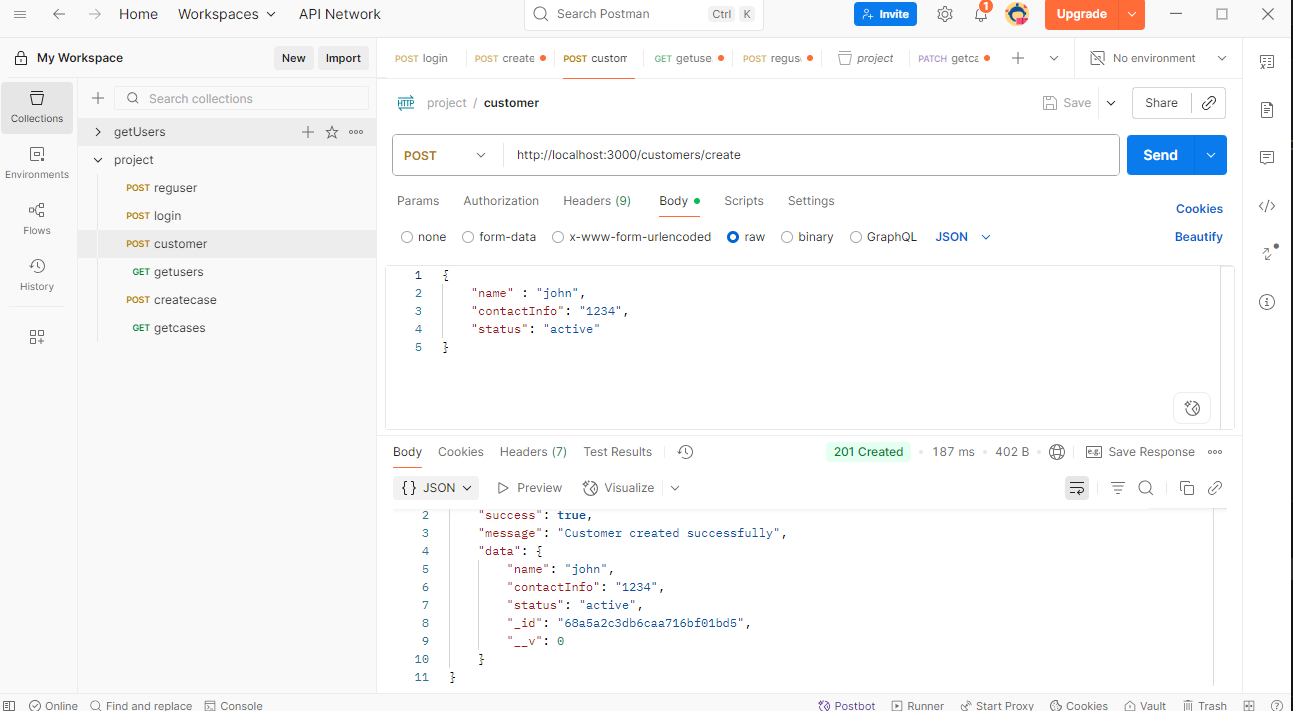 Home Workspaces API Network Search Postman Ctrl K Invite 1 Upgrade
My Workspace New Import
POST login POST create POST custom GET getuse POST regus project PATCH getca No environment
Collections
Environments
Flows
History
Search collections
getUsers
project
POST reguser
POST login
POST customer
GET getusers
POST createcase
GET getcases
HTTP project / customer Save Share
POST http://localhost:3000/customers/create Send
Params Authorization Headers (9) Body Scripts Settings Cookies
none form-data x-www-form-urlencoded raw binary GraphQL JSON Beautify
1 {
2 "name" : "john",
3 "contactInfo": "1234",
4 "status": "active"
5 }
Body Cookies Headers (7) Test Results 201 Created 187 ms 402 B e.g. Save Response
{} JSON Preview Visualize
2 "success": true,
3 "message": "Customer created successfully",
4 "data": {
5 "name": "john",
6 "contactInfo": "1234",
7 "status": "active",
8 "_id": "68a5a2c3db6caa716bf01bd5",
9 "__v": 0
10 }
11 }
Online Find and replace Console Postbot Runner Start Proxy Cookies Vault Trash